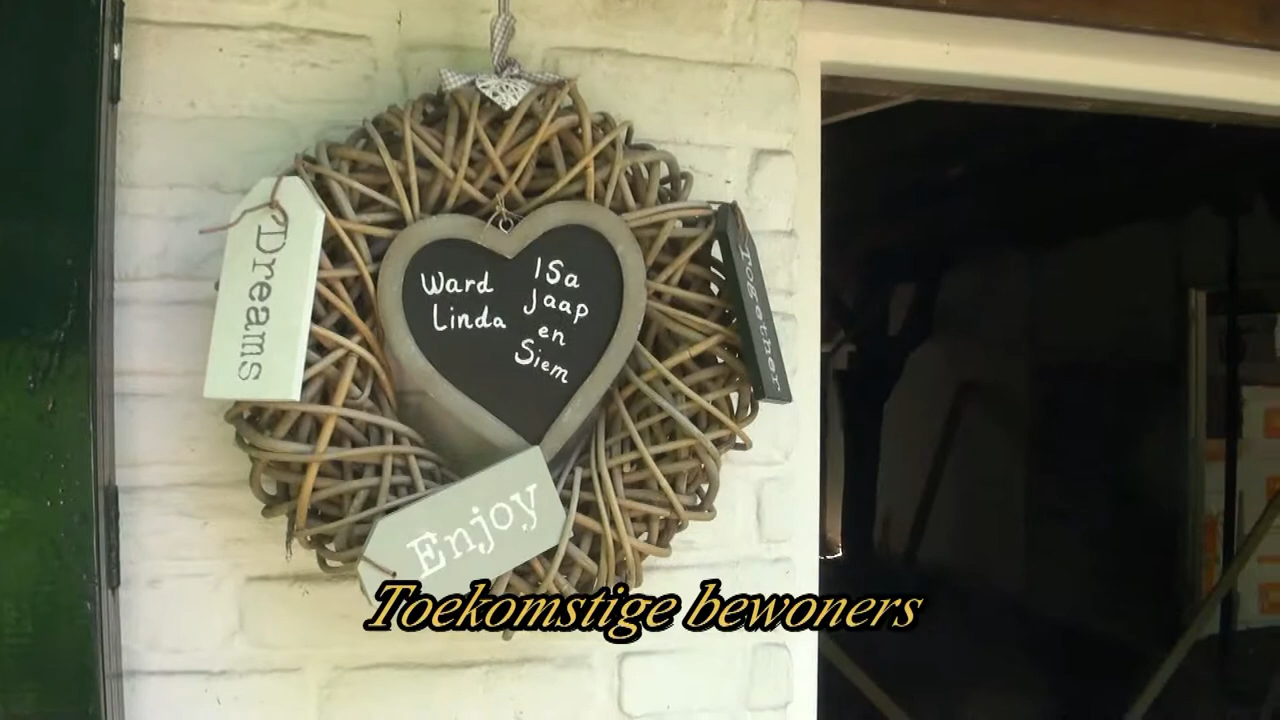 Dreams
Ward
Linda
Isa
Jaap
en
Siem
Together
Enjoy
Toekomstige bewoners